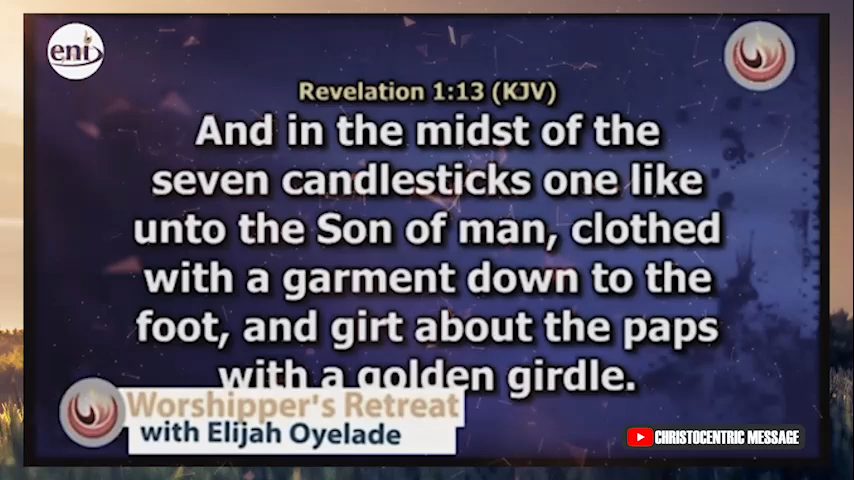 eni
Revelation 1:13 (KJV)
And in the midst of the
seven candlesticks one like
unto the Son of man, clothed
with a garment down to the
foot, and girt about the paps
with a golden girdle.
Worshipper's Retreat
with Elijah Oyelade
CHRISTOCENTRIC MESSAGE